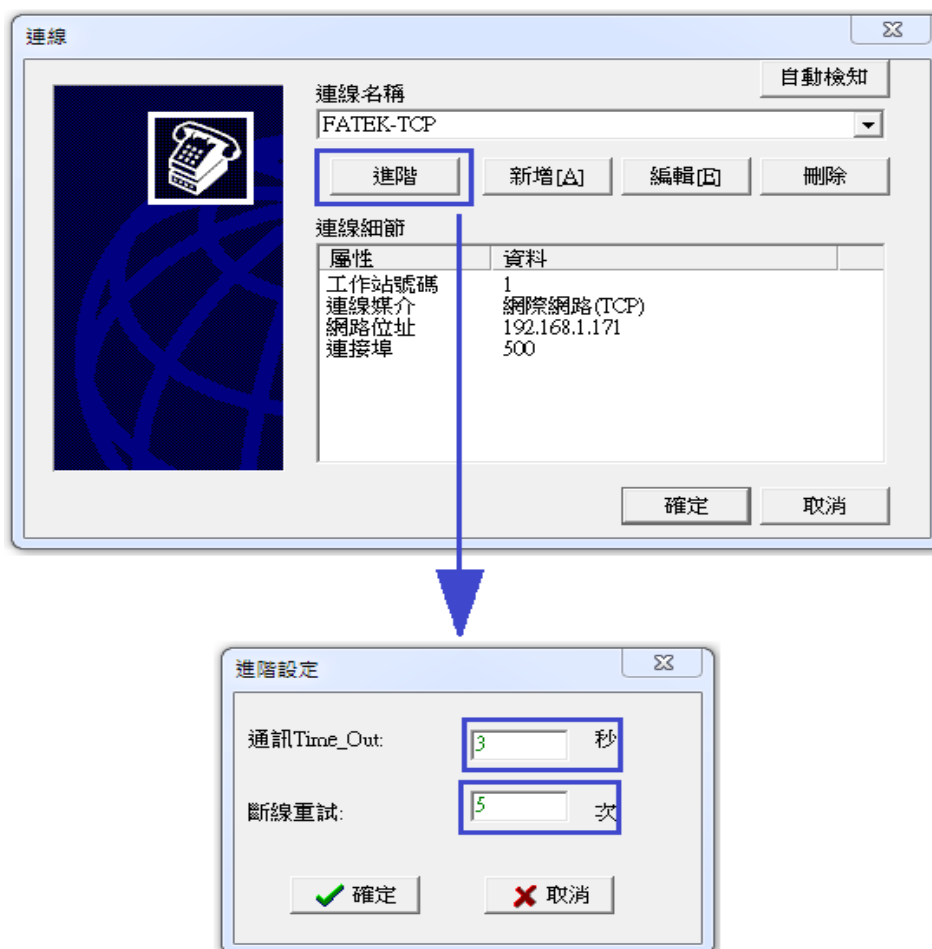 連線
自動檢知
連線名稱
FATEK-TCP
進階 新增[A] 編輯[E] 刪除
連線細節
屬性 資料
工作站號碼 1
連線媒介 網際網路(TCP)
網路位址 192.168.1.171
連接埠 500
確定 取消
進階設定
通訊Time_Out: 3 秒
斷線重試: 5 次
確定 取消